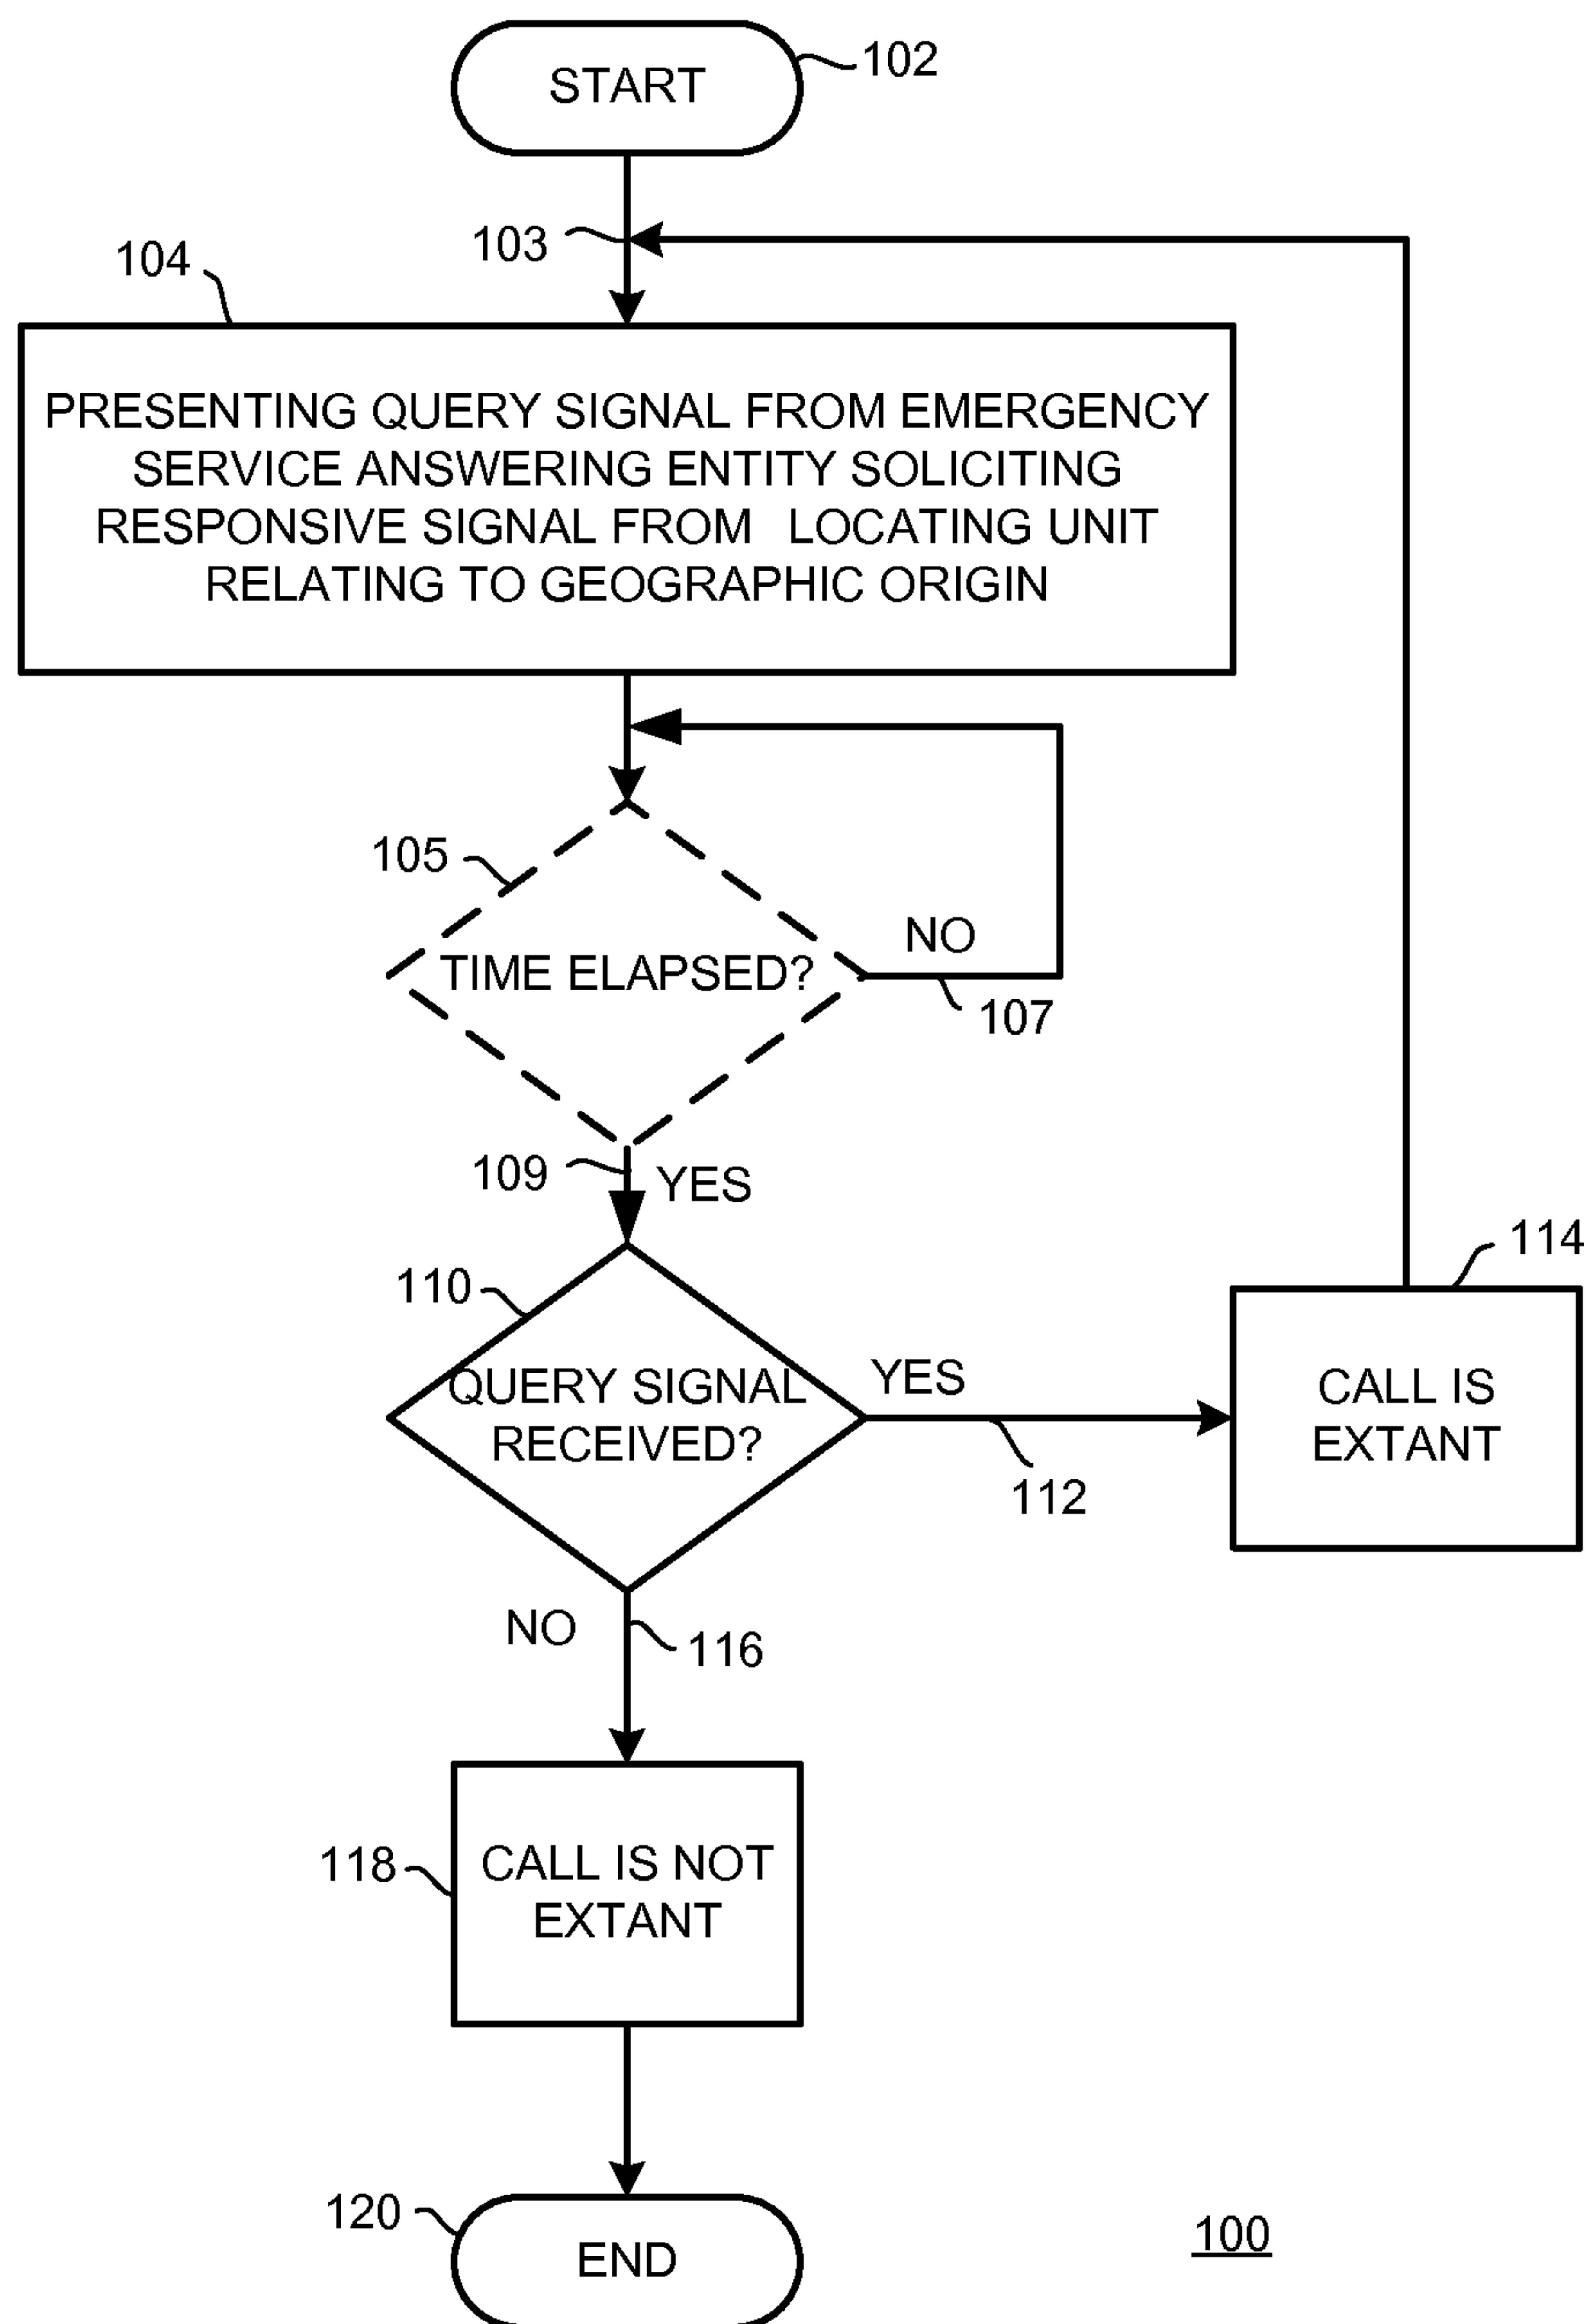 START
102
103
104
PRESENTING QUERY SIGNAL FROM EMERGENCY
SERVICE ANSWERING ENTITY SOLICITING
RESPONSIVE SIGNAL FROM LOCATING UNIT
RELATING TO GEOGRAPHIC ORIGIN
105
TIME ELAPSED?
NO
107
109
YES
110
QUERY SIGNAL
RECEIVED?
YES
112
114
CALL IS
EXTANT
NO
116
118
CALL IS NOT
EXTANT
120
END
100